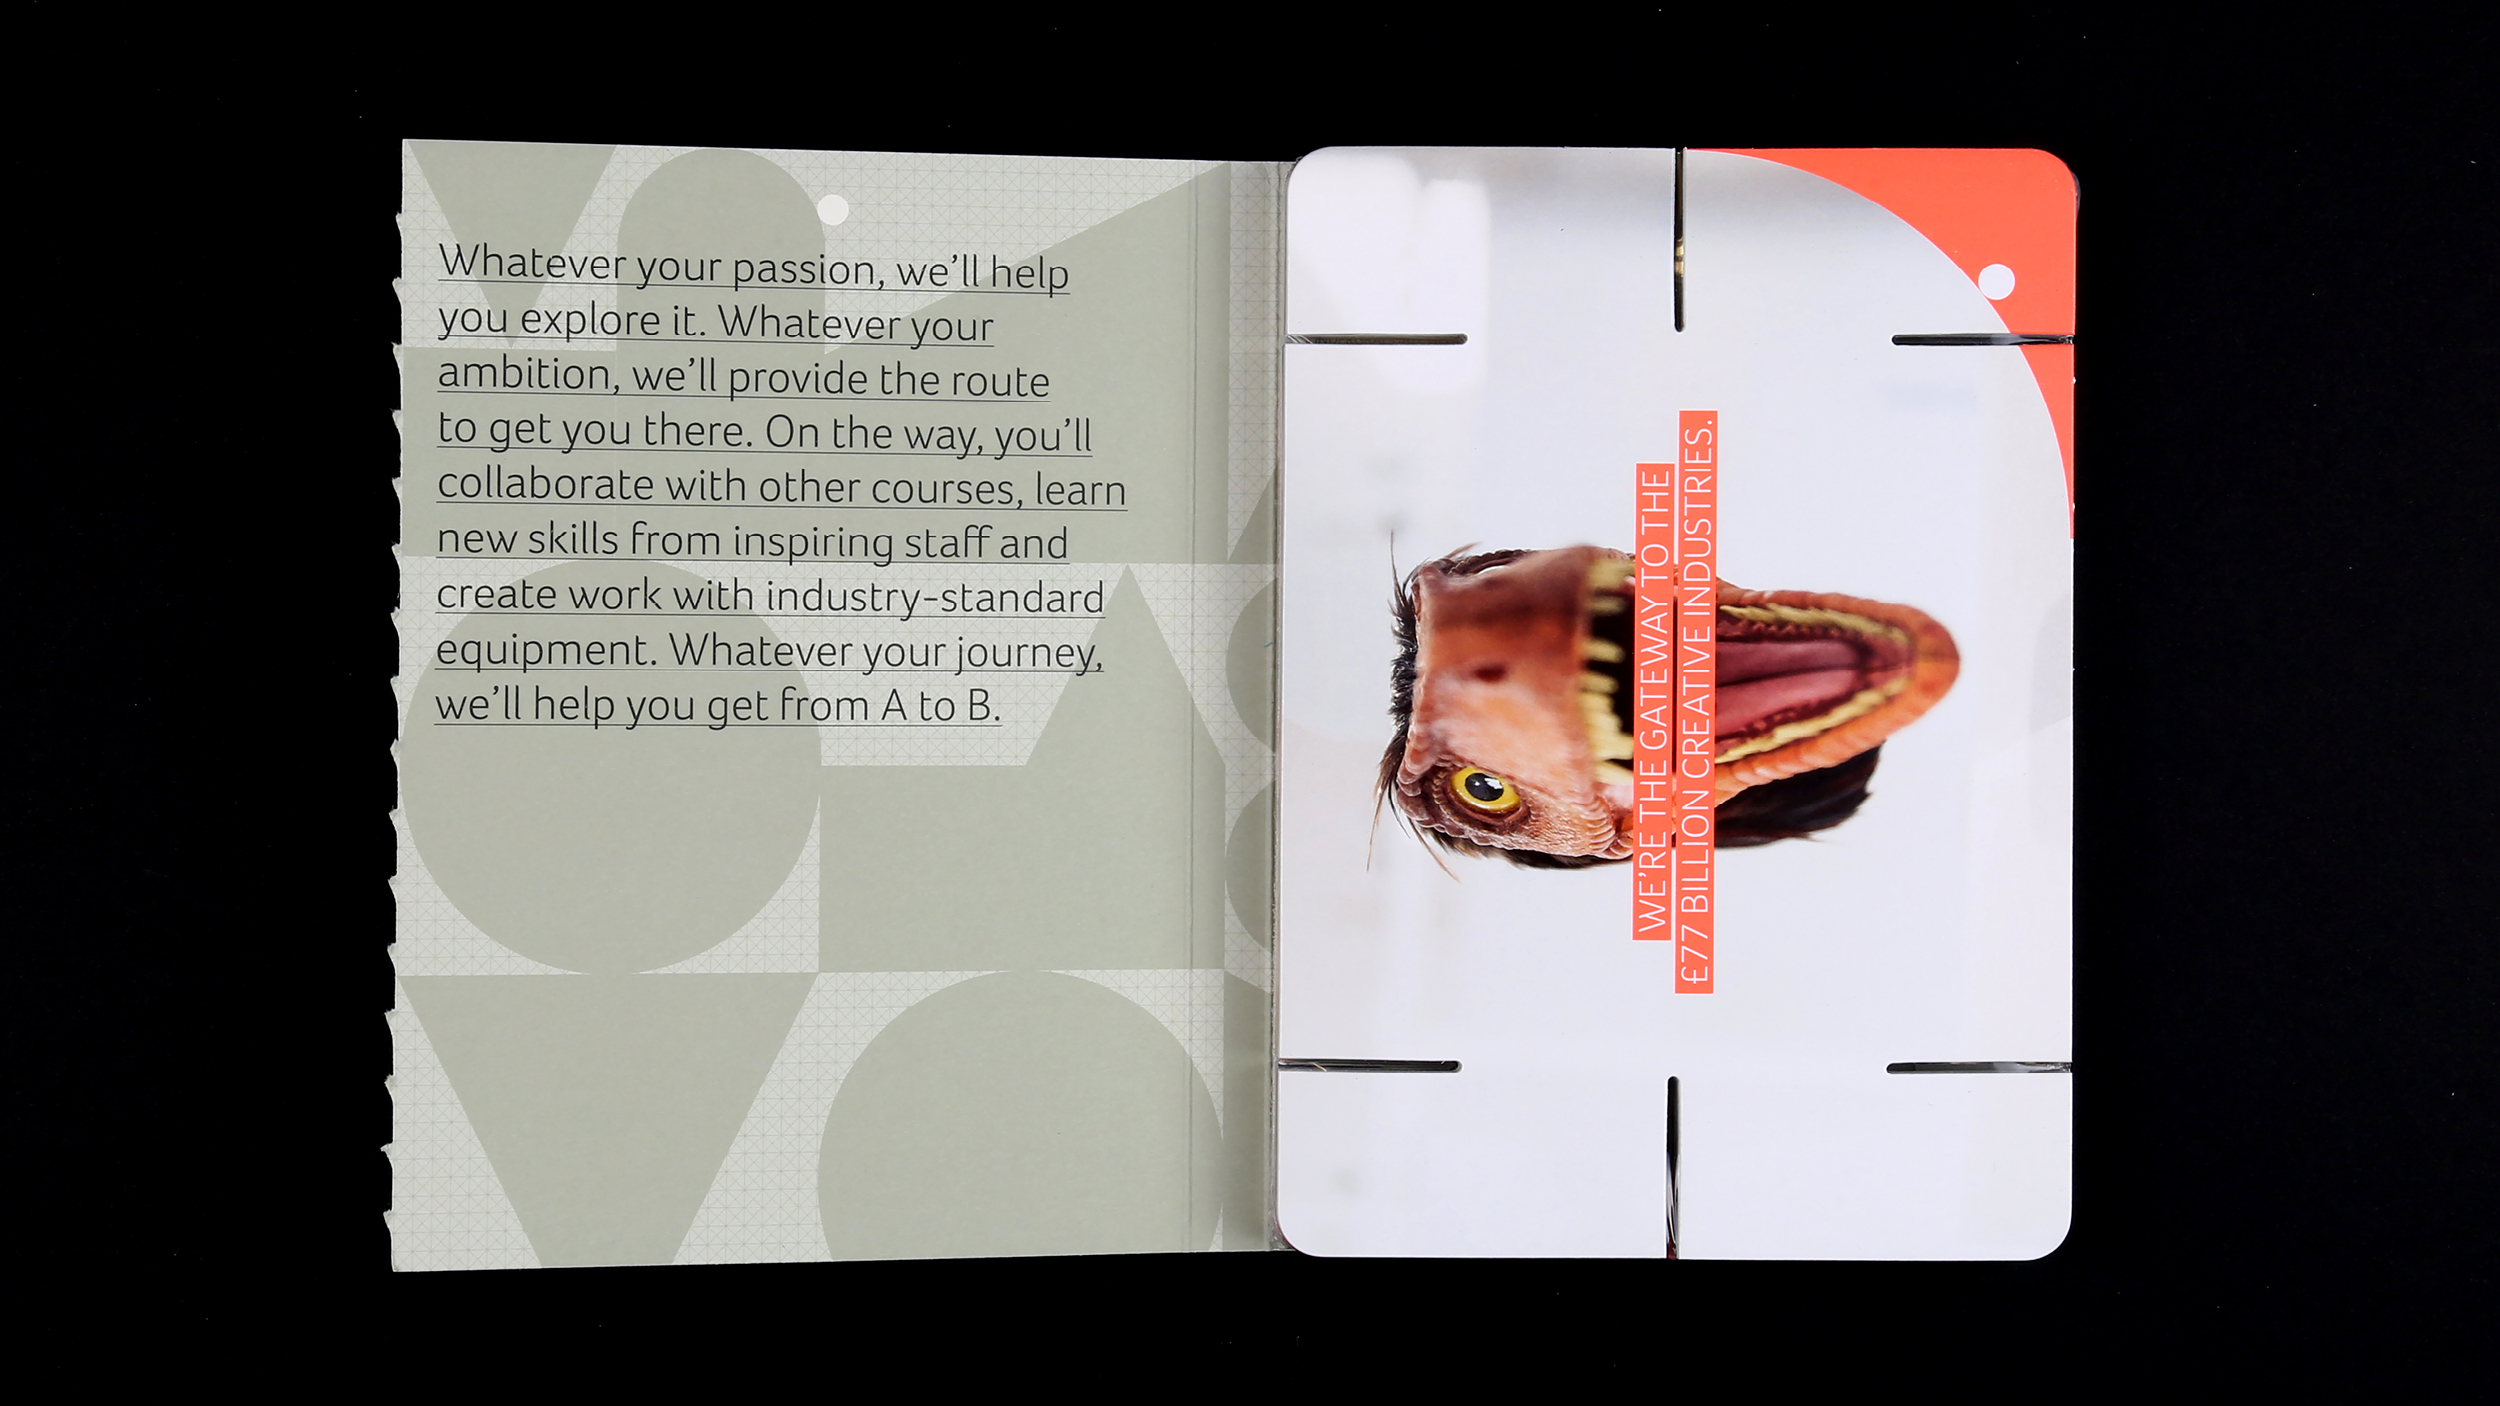 Whatever your passion, we’ll help
you explore it. Whatever your
ambition, we’ll provide the route
to get you there. On the way, you’ll
collaborate with other courses, learn
new skills from inspiring staff and
create work with industry-standard
equipment. Whatever your journey,
we’ll help you get from A to B.
WE’RE THE GATEWAY TO THE
£77 BILLION CREATIVE INDUSTRIES.